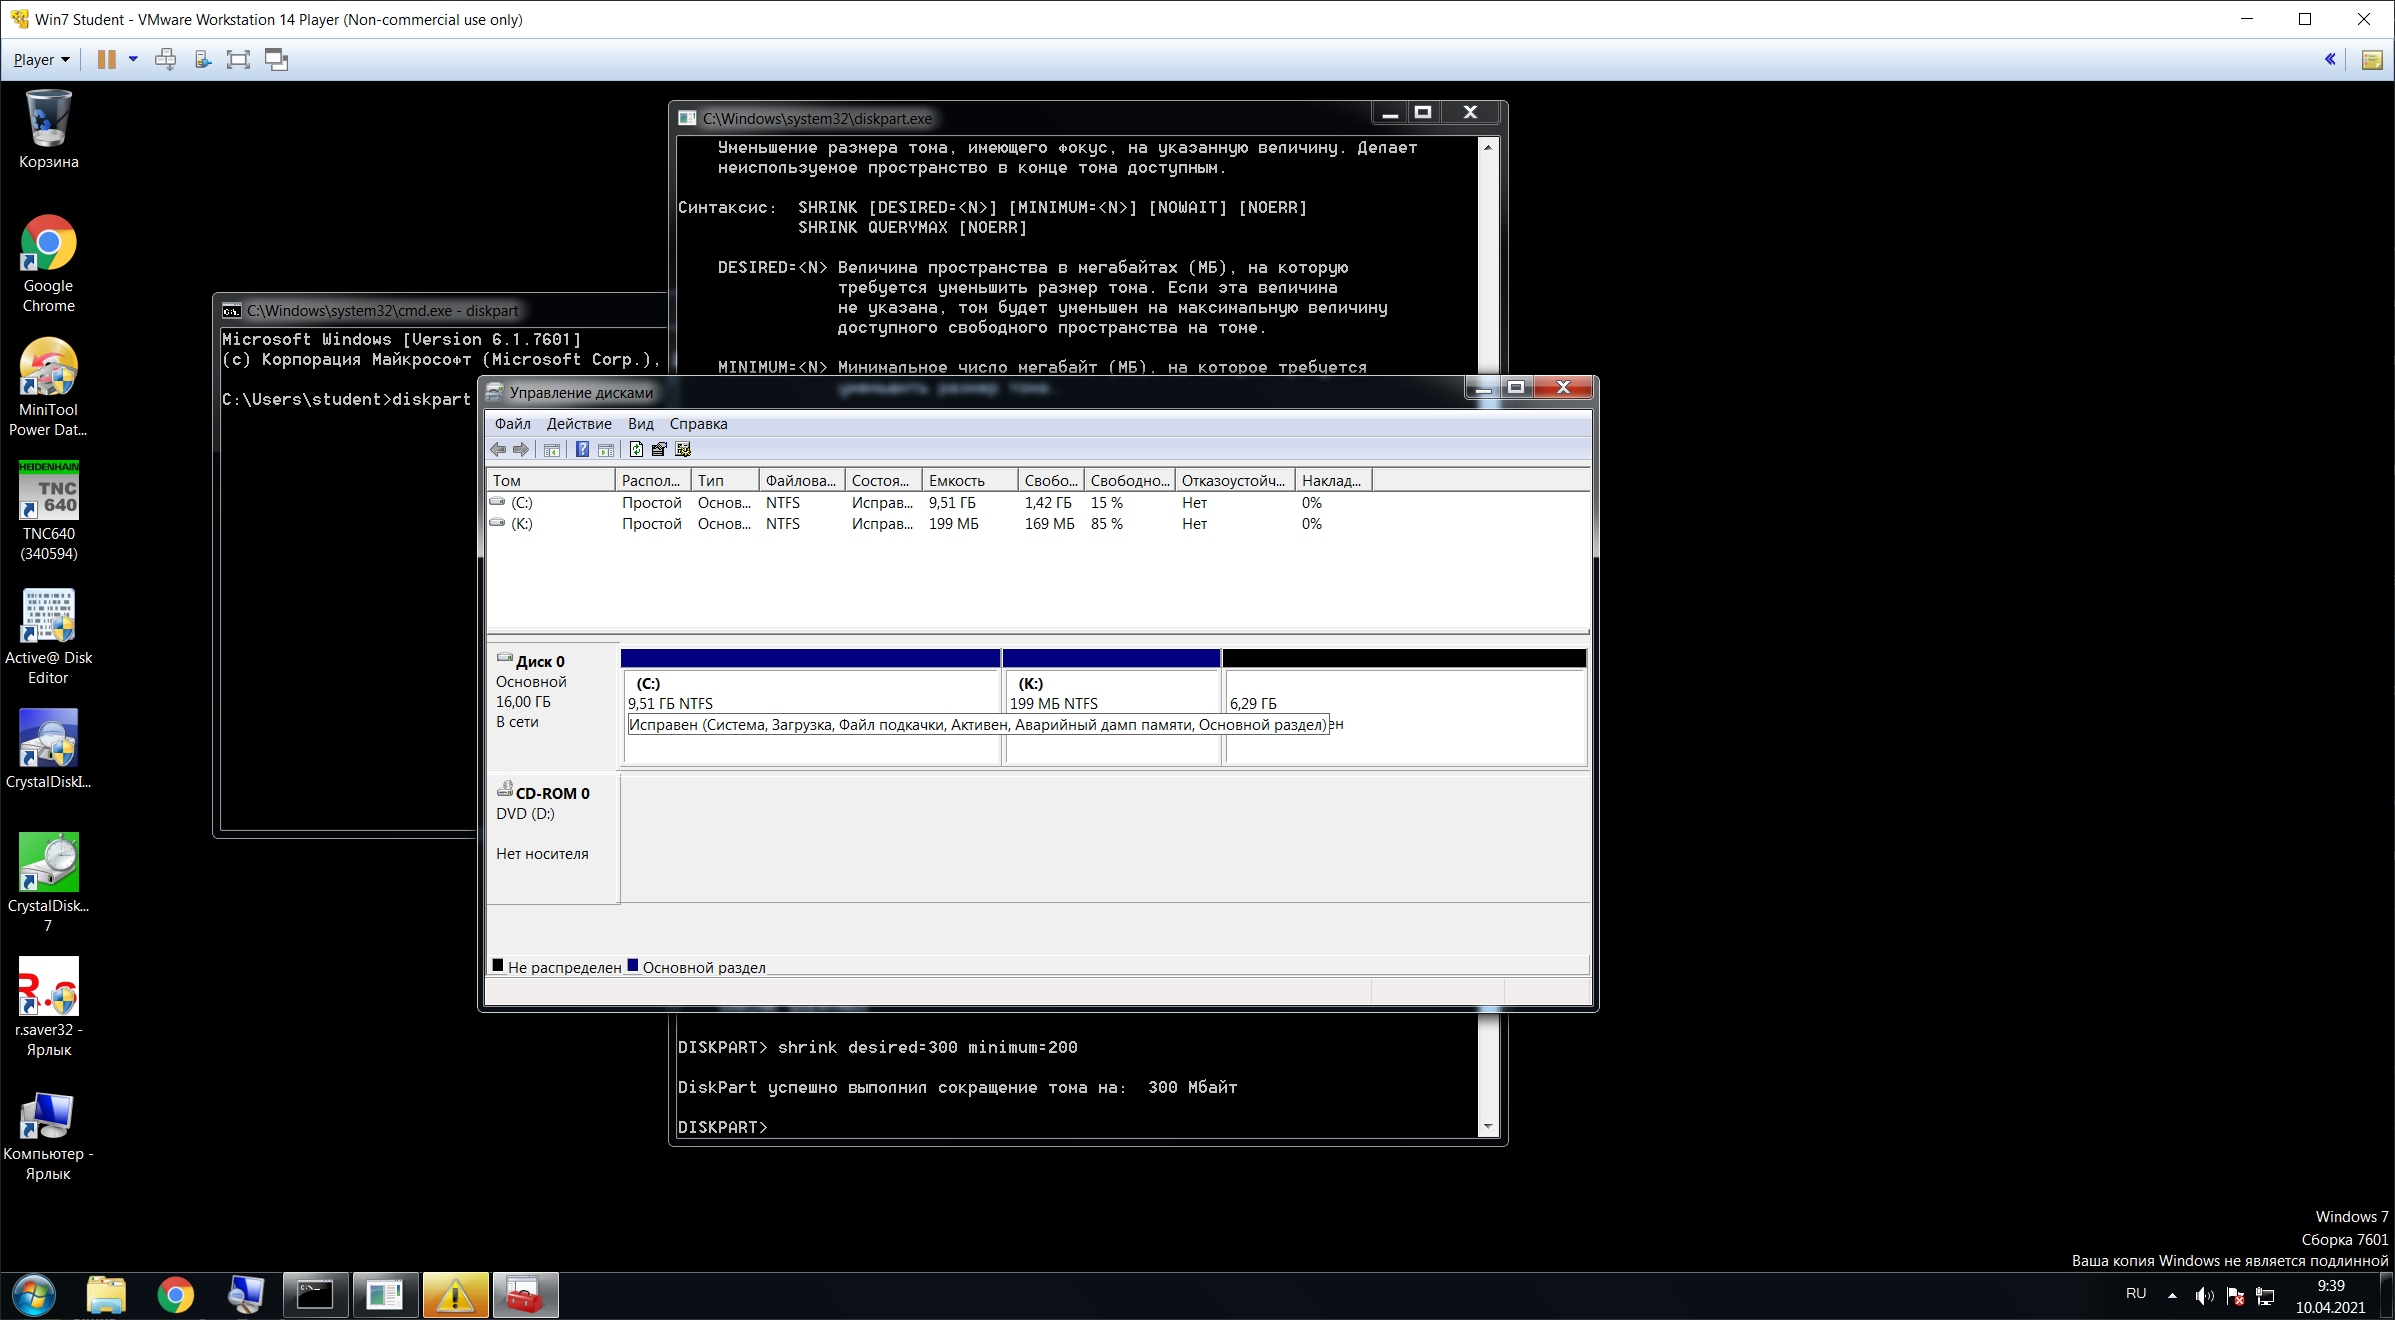 Win7 Student - VMware Workstation 14 Player (Non-commercial use only)
Player
Корзина
Google
Chrome
MiniTool
Power Dat...
HEIDENHAIN
TNC
640
TNC640
(340594)
Active@ Disk
Editor
CrystalDiskI...
CrystalDisk...
7
R.s
r.saver32 -
Ярлык
Компьютер -
Ярлык
C:\Windows\system32\cmd.exe - diskpart
Microsoft Windows [Version 6.1.7601]
(c) Корпорация Майкрософт (Microsoft Corp.),
C:\Users\student>diskpart
C:\Windows\system32\diskpart.exe
Уменьшение размера тома, имеющего фокус, на указанную величину. Делает
неиспользуемое пространство в конце тома доступным.
Синтаксис:  SHRINK [DESIRED=<N>] [MINIMUM=<N>] [NOWAIT] [NOERR]
SHRINK QUERYMAX [NOERR]
DESIRED=<N> Величина пространства в мегабайтах (МБ), на которую
требуется уменьшить размер тома. Если эта величина
не указана, том будет уменьшен на максимальную величину
доступного свободного пространства на томе.
MINIMUM=<N> Минимальное число мегабайт (МБ), на которое требуется
уменьшить размер тома.
Управление дисками
Файл Действие Вид Справка
Том Распол... Тип Файлова... Состоя... Емкость Свобо... Свободно... Отказоустойч... Наклад...
(C:) Простой Основ... NTFS Исправ... 9,51 ГБ 1,42 ГБ 15 % Нет 0%
(K:) Простой Основ... NTFS Исправ... 199 МБ 169 МБ 85 % Нет 0%
Диск 0
Основной
16,00 ГБ
В сети
(C:)
9,51 ГБ NTFS
(K:)
199 МБ NTFS
6,29 ГБ
Исправен (Система, Загрузка, Файл подкачки, Активен, Аварийный дамп памяти, Основной раздел) ен
CD-ROM 0
DVD (D:)
Нет носителя
Не распределен Основной раздел
DISKPART> shrink desired=300 minimum=200
DiskPart успешно выполнил сокращение тома на:  300 Мбайт
DISKPART>
Windows 7
Сборка 7601
Ваша копия Windows не является подлинной
RU
9:39
10.04.2021